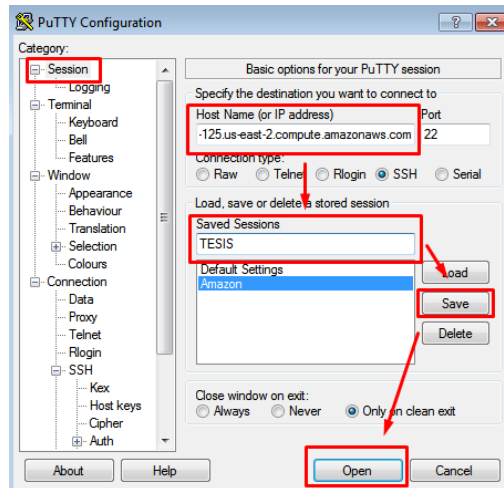 PuTTY Configuration
Category:
Session
Logging
Terminal
Keyboard
Bell
Features
Window
Appearance
Behaviour
Translation
Selection
Colours
Connection
Data
Proxy
Telnet
Rlogin
SSH
Kex
Host keys
Cipher
Auth
About Help
Basic options for your PuTTY session
Specify the destination you want to connect to
Host Name (or IP address) Port
-125.us-east-2.compute.amazonaws.com 22
Connection type:
Raw Telnet Rlogin SSH Serial
Load, save or delete a stored session
Saved Sessions
TESIS
Default Settings
Amazon
Load
Save
Delete
Close window on exit:
Always Never Only on clean exit
Open Cancel